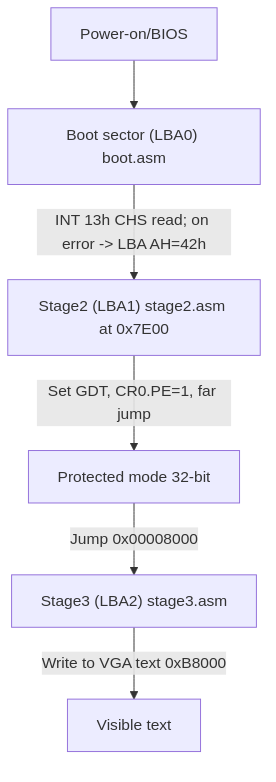 Power-on/BIOS
Boot sector (LBA0)
boot.asm
INT 13h CHS read; on
error -> LBA AH=42h
Stage2 (LBA1) stage2.asm
at 0x7E00
Set GDT, CR0.PE=1, far
jump
Protected mode 32-bit
Jump 0x00008000
Stage3 (LBA2) stage3.asm
Write to VGA text 0xB8000
Visible text